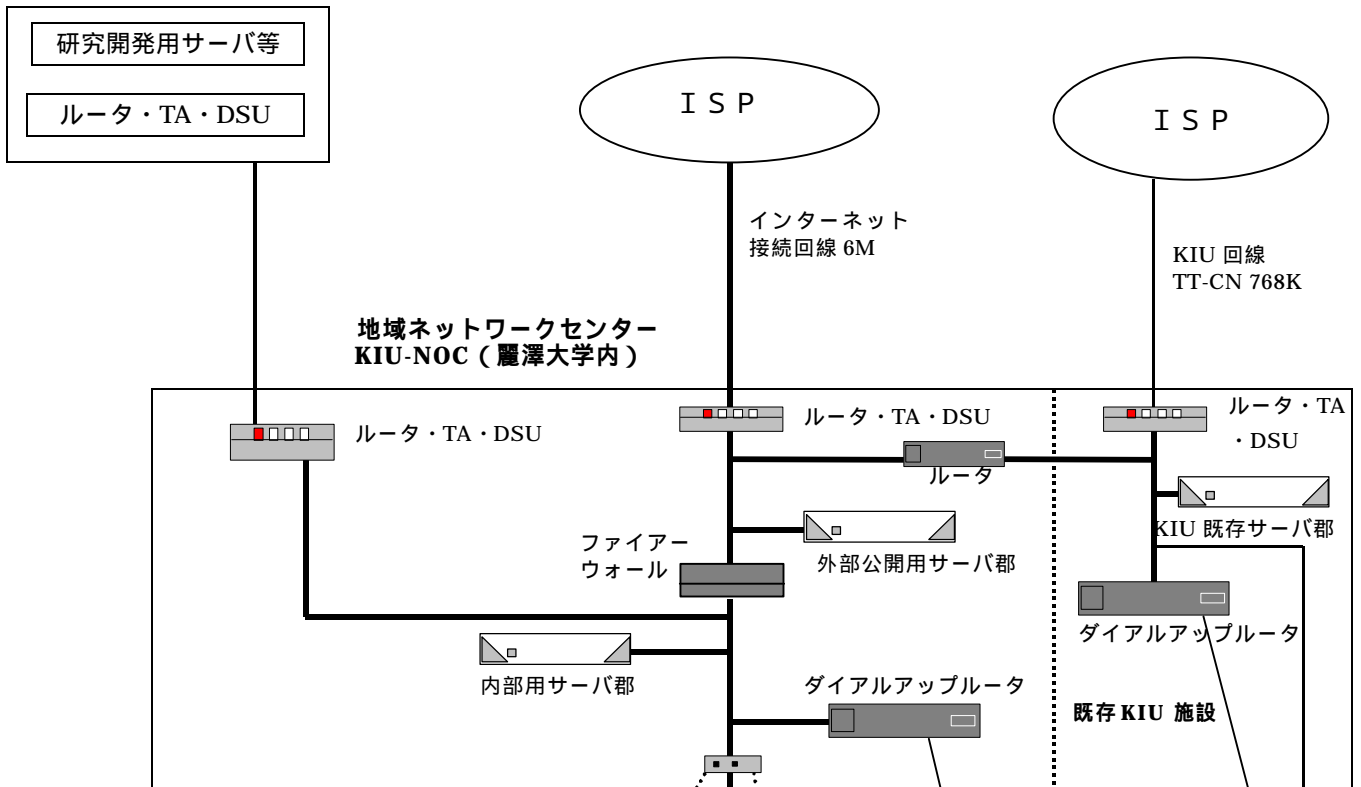 研究開発用サーバ等
ルータ・TA・DSU
ＩＳＰ
ＩＳＰ
インターネット
接続回線 6M
KIU 回線
TT-CN 768K
地域ネットワークセンター
KIU-NOC（麗澤大学内）
ルータ・TA・DSU
ルータ・TA・DSU
ルータ・TA
・DSU
ルータ
KIU 既存サーバ郡
ファイアー
ウォール
外部公開用サーバ郡
ダイアルアップルータ
内部用サーバ郡
ダイアルアップルータ
既存 KIU 施設